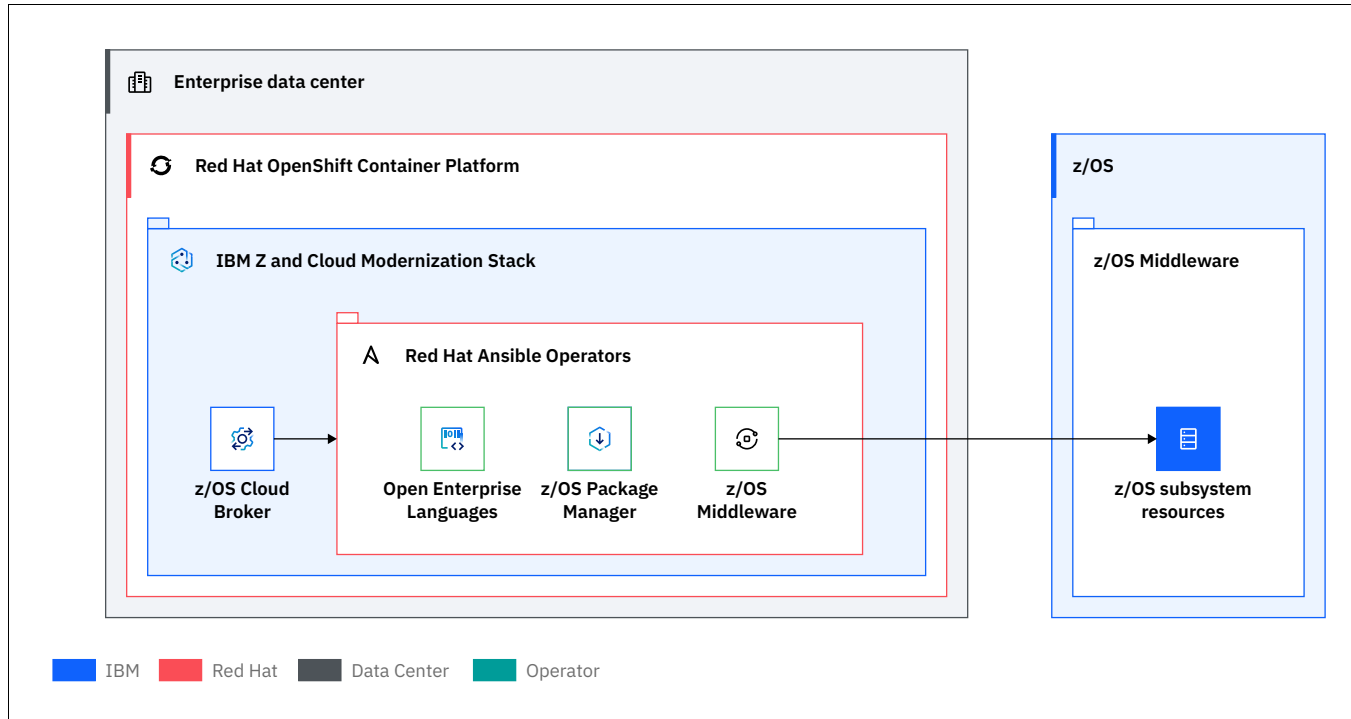 Enterprise data center
Red Hat OpenShift Container Platform
z/OS
IBM Z and Cloud Modernization Stack
z/OS Middleware
Red Hat Ansible Operators
z/OS Cloud
Broker
Open Enterprise
Languages
z/OS Package
Manager
z/OS
Middleware
z/OS subsystem
resources
IBM
Red Hat
Data Center
Operator